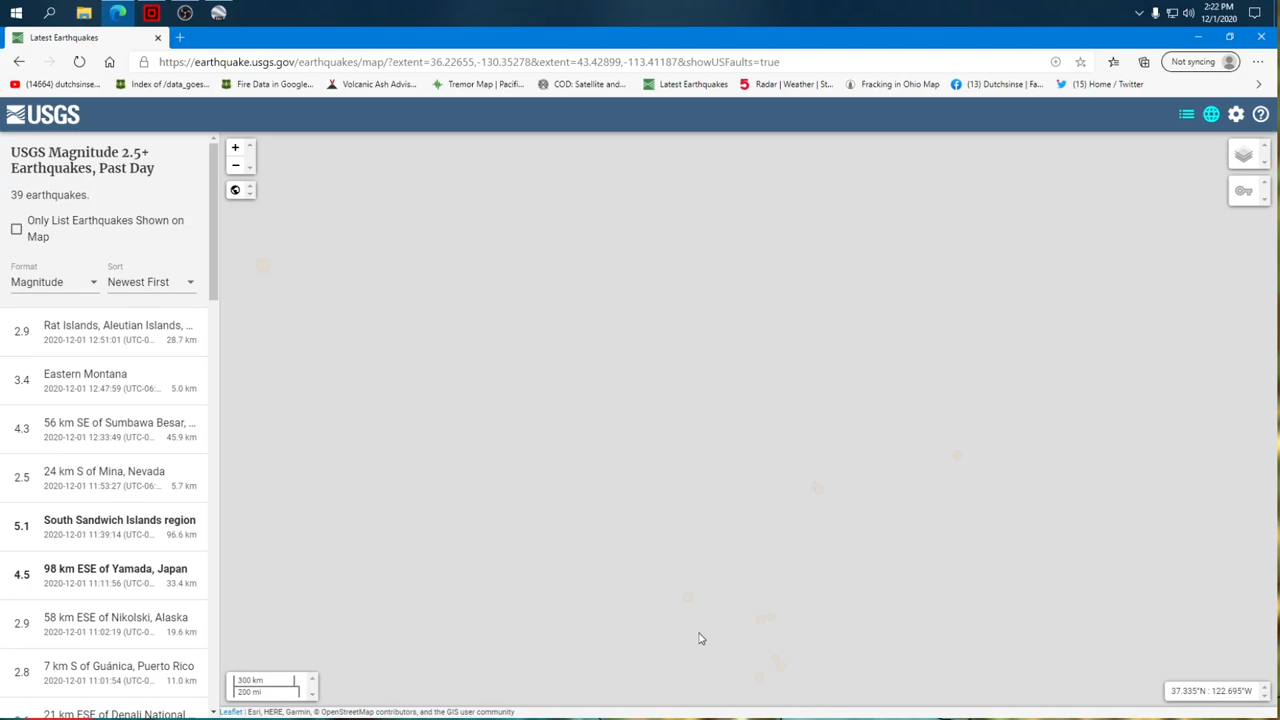 2:22 PM
12/1/2020
Latest Earthquakes
https://earthquake.usgs.gov/earthquakes/map/?extent=36.22655,-130.35278&extent=43.42899,-113.41187&showUSFaults=true
Not syncing
(14664) dutchsinse...
Index of /data_goes...
Fire Data in Google...
Volcanic Ash Advis...
Tremor Map | Pacifi...
COD: Satellite and...
Latest Earthquakes
Radar | Weather | St...
Fracking in Ohio Map
(13) Dutchsinse | Fa...
(15) Home / Twitter
USGS
USGS Magnitude 2.5+
Earthquakes, Past Day
39 earthquakes.
Only List Earthquakes Shown on
Map
Format
Magnitude
Sort
Newest First
2.9
Rat Islands, Aleutian Islands, ...
2020-12-01 12:51:01 (UTC-0... 28.7 km
3.4
Eastern Montana
2020-12-01 12:47:59 (UTC-06:... 5.0 km
4.3
56 km SE of Sumbawa Besar, ...
2020-12-01 12:33:49 (UTC-0... 45.9 km
2.5
24 km S of Mina, Nevada
2020-12-01 11:53:27 (UTC-06:... 5.7 km
5.1
South Sandwich Islands region
2020-12-01 11:39:14 (UTC-0... 96.6 km
4.5
98 km ESE of Yamada, Japan
2020-12-01 11:11:56 (UTC-0... 33.4 km
2.9
58 km ESE of Nikolski, Alaska
2020-12-01 11:02:19 (UTC-0... 19.6 km
2.8
7 km S of Guánica, Puerto Rico
2020-12-01 11:01:54 (UTC-0... 11.0 km
21 km ESE of Denali National ...
+
−
300 km
200 mi
37.335°N : 122.695°W
Leaflet | Esri, HERE, Garmin, © OpenStreetMap contributors, and the GIS user community